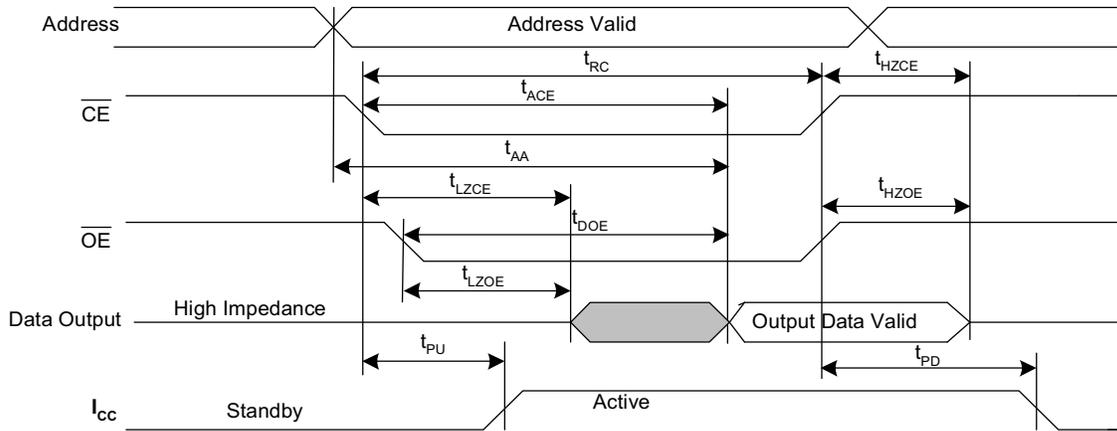 Address
Address Valid
tRC
tHZCE
CE
tACE
tAA
tLZCE
tHZOE
OE
tDOE
tLZOE
Data Output
High Impedance
Output Data Valid
tPU
tPD
ICC
Standby
Active